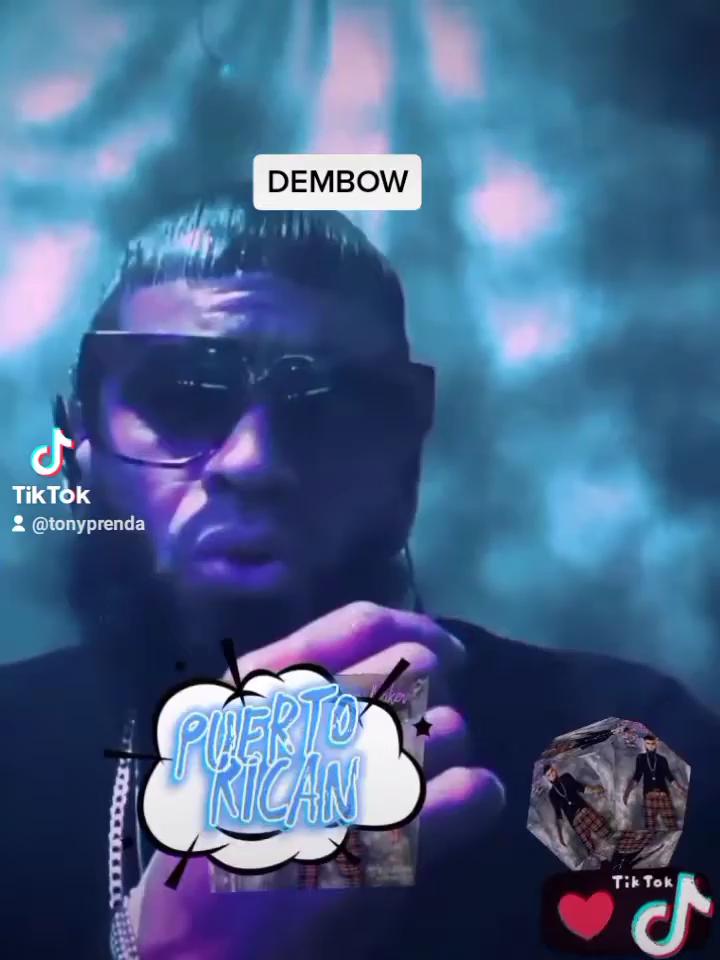 DEMBOW
TikTok
@tonyprenda
PUERTO
RICAN
TikTok